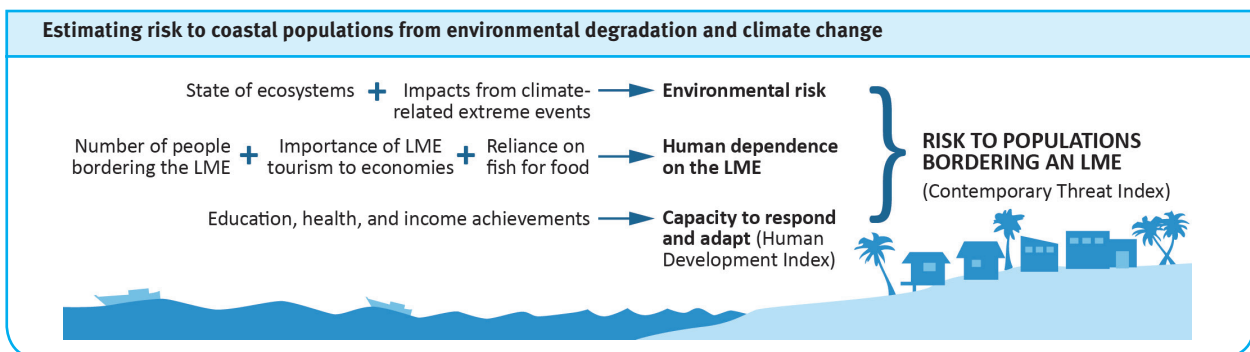 Estimating risk to coastal populations from environmental degradation and climate change
State of ecosystems + Impacts from climate-
related extreme events
Environmental risk
Number of people
bordering the LME
+
Importance of LME
tourism to economies
+
Reliance on
fish for food
Human dependence
on the LME
Education, health, and income achievements
Capacity to respond
and adapt (Human
Development Index)
RISK TO POPULATIONS
BORDERING AN LME
(Contemporary Threat Index)